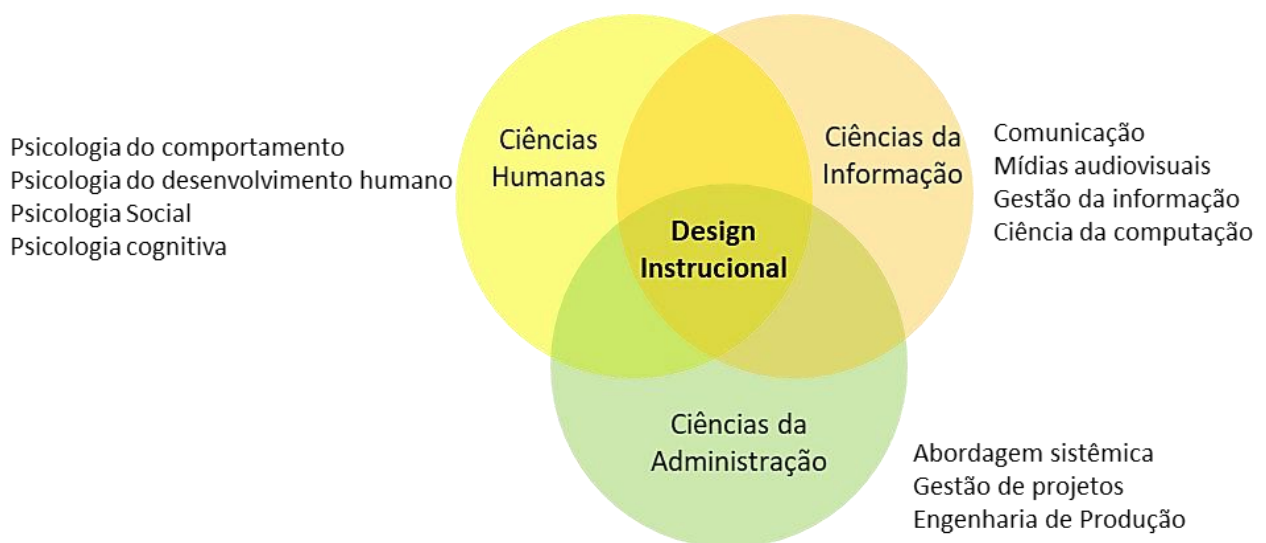 Psicologia do comportamento
Psicologia do desenvolvimento humano
Psicologia Social
Psicologia cognitiva
Ciências
Humanas
Ciências da
Informação
Comunicação
Mídias audiovisuais
Gestão da informação
Ciência da computação
Design
Instrucional
Ciências da
Administração
Abordagem sistêmica
Gestão de projetos
Engenharia de Produção